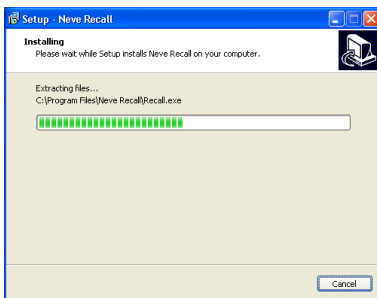 Setup - Neve Recall
Installing
Please wait while Setup installs Neve Recall on your computer.
Extracting files...
C:\Program Files\Neve Recall\Recall.exe
Cancel